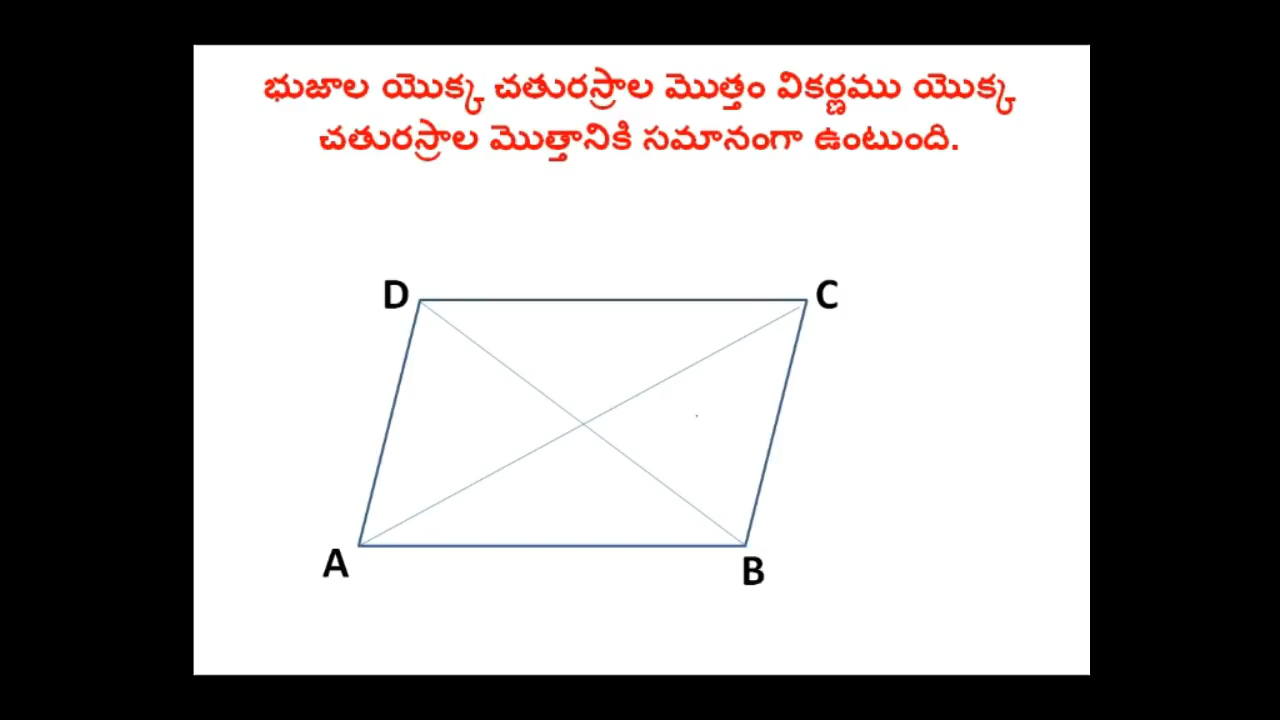 భుజాల యొక్క చతురస్రాల మొత్తం వికర్ణము యొక్క
చతురస్రాల మొత్తానికి సమానంగా ఉంటుంది.
D
C
A
B